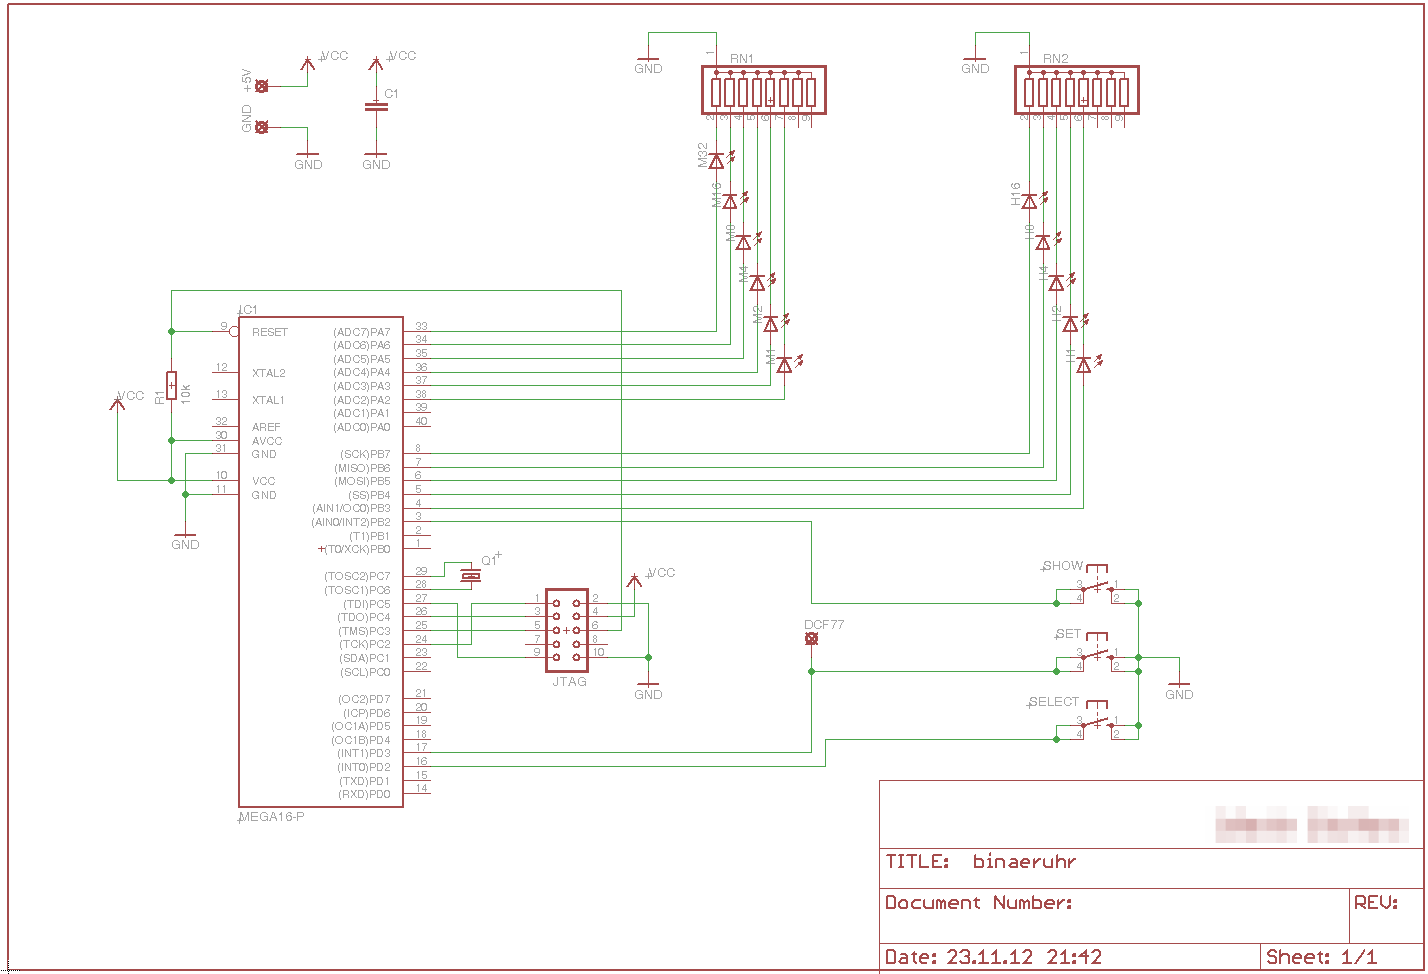 VCC
VCC
+5V
C1
GND
GND
GND
GND
1
RN1
2 3 4 5 6 7 8 9
GND
1
RN2
2 3 4 5 6 7 8 9
M32
M16
M8
M4
M2
M1
H16
H8
H4
H2
H1
IC1
9 RESET
12 XTAL2
13 XTAL1
32 AREF
30 AVCC
31 GND
10 VCC
11 GND
VCC
R1
10k
GND
(ADC7)PA7 33
(ADC6)PA6 34
(ADC5)PA5 35
(ADC4)PA4 36
(ADC3)PA3 37
(ADC2)PA2 38
(ADC1)PA1 39
(ADC0)PA0 40
(SCK)PB7 8
(MISO)PB6 7
(MOSI)PB5 6
(SS)PB4 5
(AIN1/OC0)PB3 4
(AIN0/INT2)PB2 3
(T1)PB1 2
(T0/XCK)PB0 1
(TOSC2)PC7 29
(TOSC1)PC6 28
(TDI)PC5 27
(TDO)PC4 26
(TMS)PC3 25
(TCK)PC2 24
(SDA)PC1 23
(SCL)PC0 22
(OC2)PD7 21
(ICP)PD6 20
(OC1A)PD5 19
(OC1B)PD4 18
(INT1)PD3 17
(INT0)PD2 16
(TXD)PD1 15
(RXD)PD0 14
MEGA16-P
Q1
VCC
1 2
3 4
5 6
7 8
9 10
JTAG
GND
DCF77
SHOW
3 1
4 2
SET
3 1
4 2
SELECT
3 1
4 2
GND
TITLE: binaeruhr
Document Number:
REV:
Date: 23.11.12 21:42
Sheet: 1/1